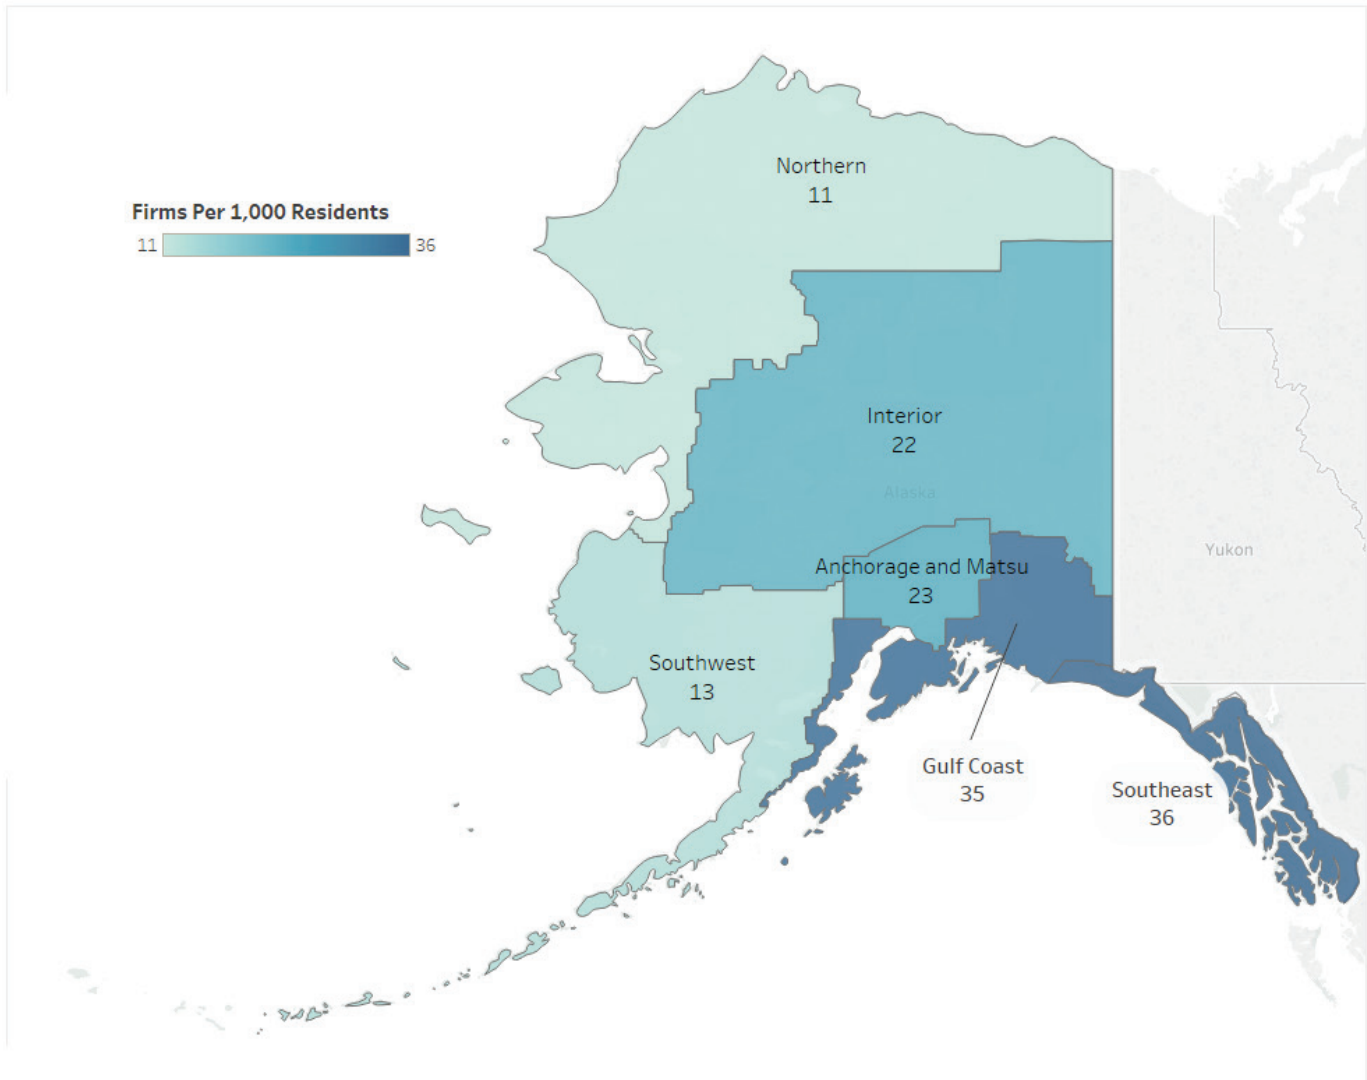 Northern
11
Firms Per 1,000 Residents
11 36
Interior
22
Alaska
Yukon
Anchorage and Matsu
23
Southwest
13
Gulf Coast
35
Southeast
36